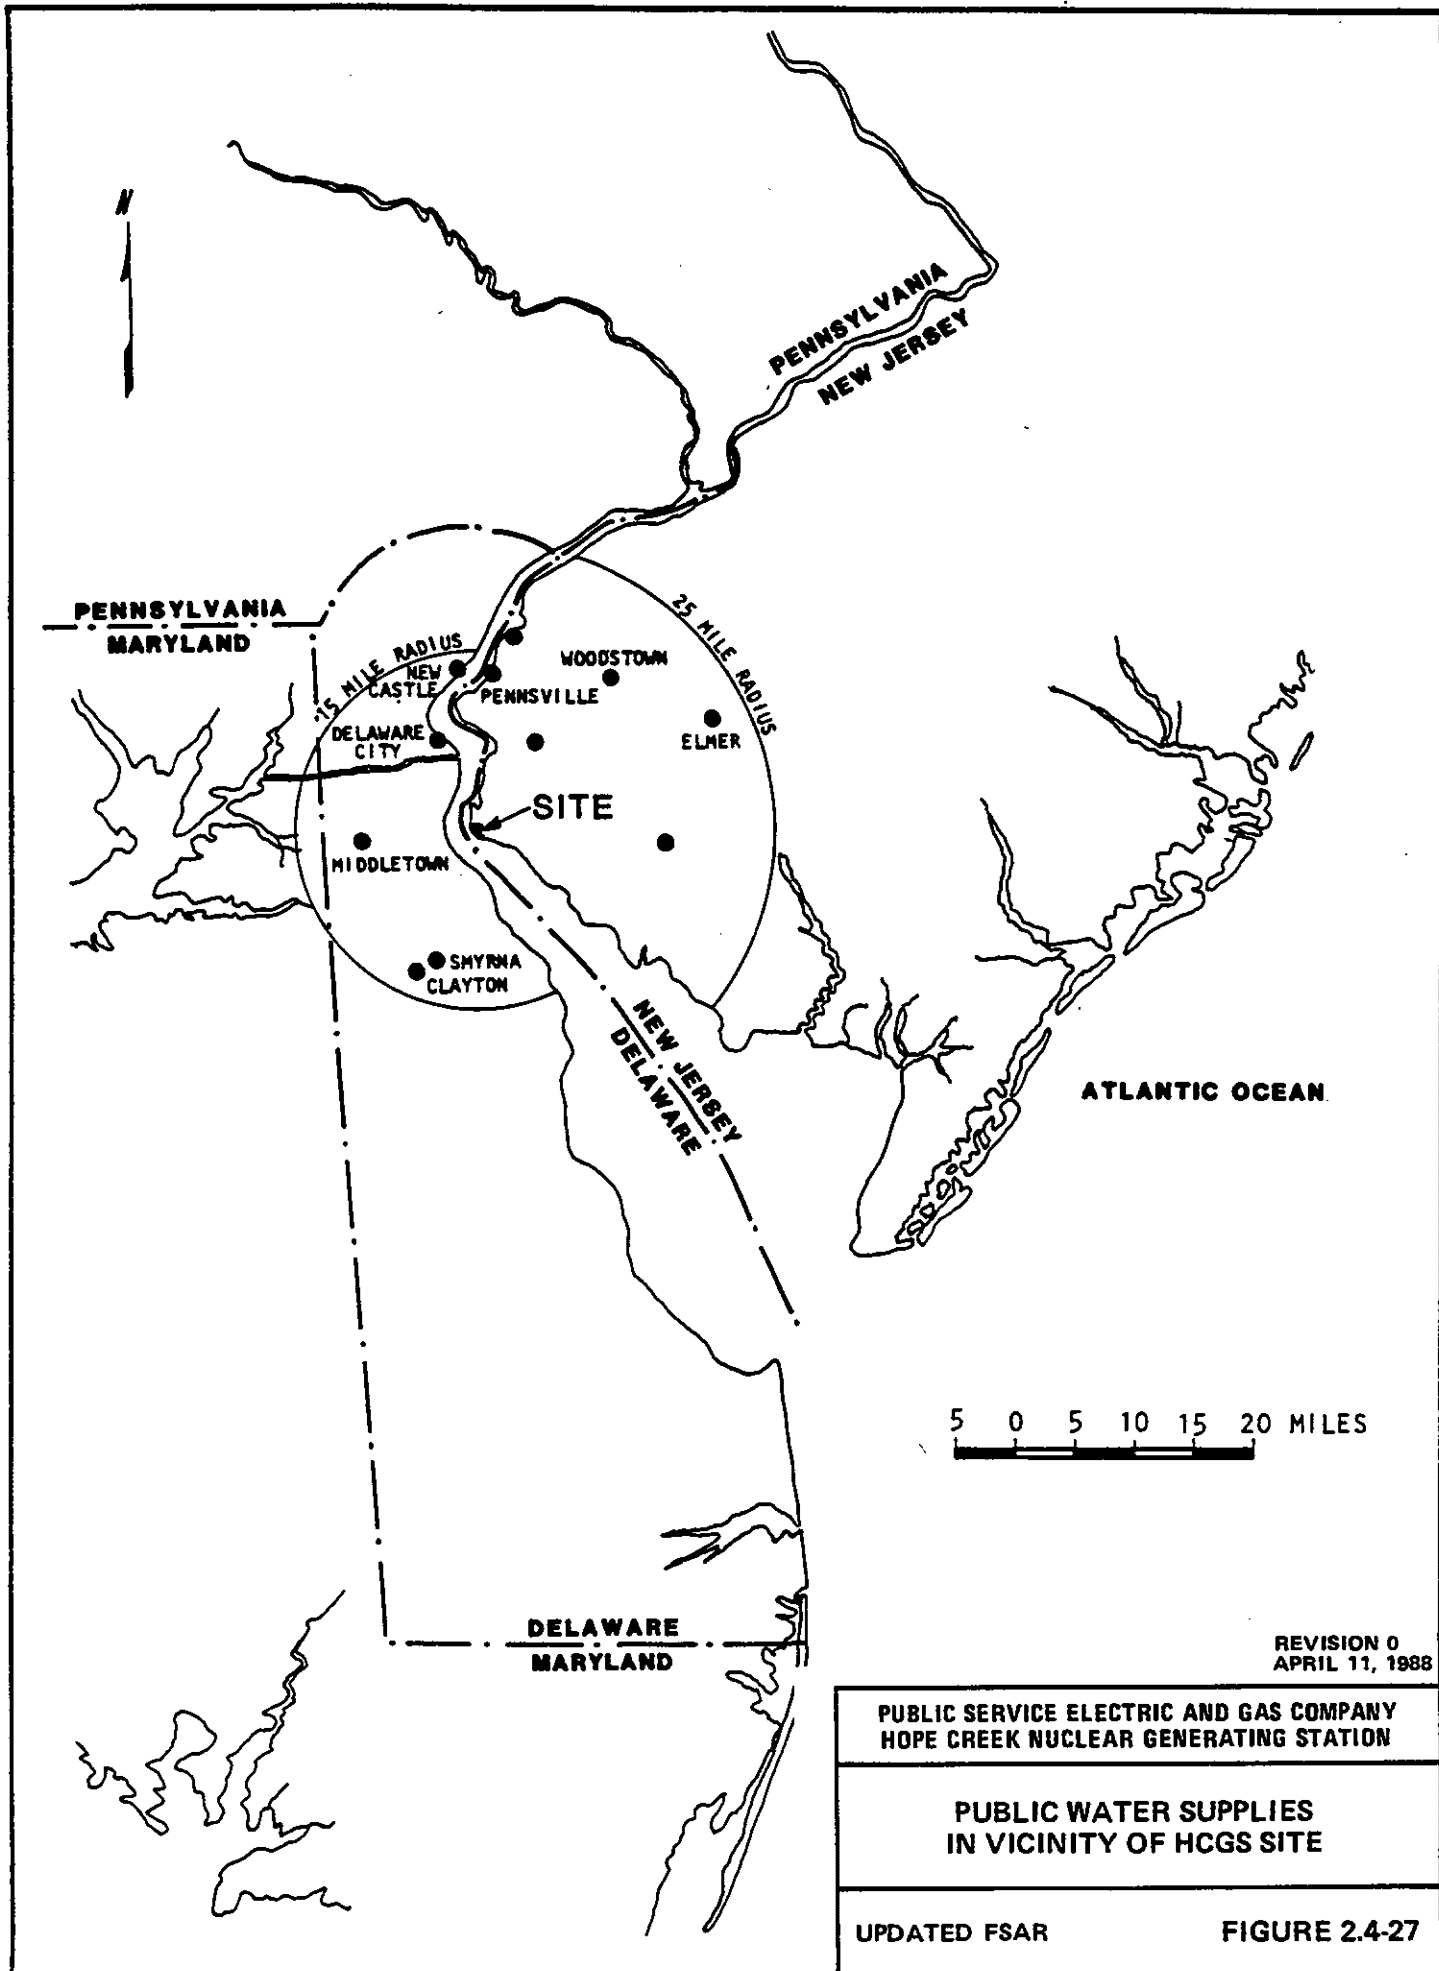 N
PENNSYLVANIA
NEW JERSEY
PENNSYLVANIA
MARYLAND
15 MILE RADIUS
25 MILE RADIUS
NEW
CASTLE
WOODSTOWN
PENNSVILLE
DELAWARE
CITY
ELMER
SITE
MIDDLETOWN
SMYRNA
CLAYTON
NEW JERSEY
DELAWARE
ATLANTIC OCEAN
5 0 5 10 15 20 MILES
DELAWARE
MARYLAND
REVISION 0
APRIL 11, 1988
PUBLIC SERVICE ELECTRIC AND GAS COMPANY
HOPE CREEK NUCLEAR GENERATING STATION
PUBLIC WATER SUPPLIES
IN VICINITY OF HCGS SITE
UPDATED FSAR FIGURE 2.4-27